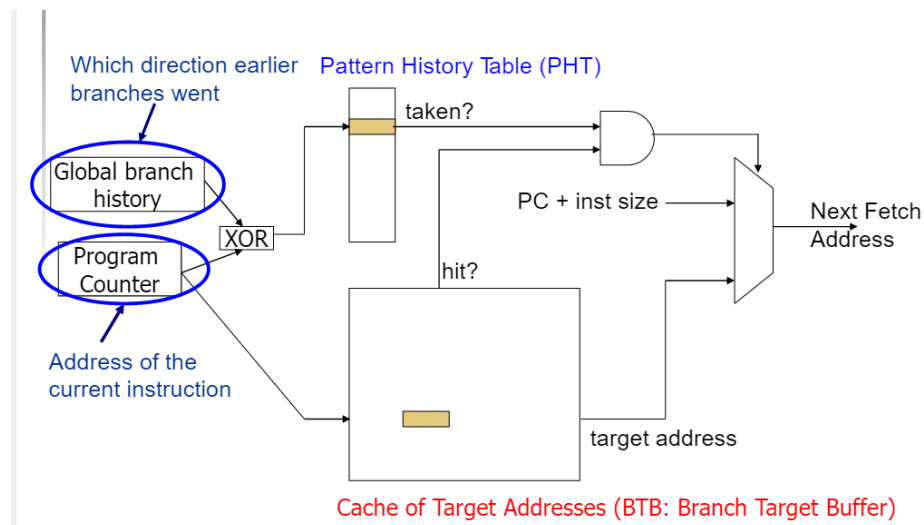 Which direction earlier
branches went
Pattern History Table (PHT)
taken?
Global branch
history
XOR
PC + inst size
Next Fetch
Address
Program
Counter
hit?
Address of the
current instruction
target address
Cache of Target Addresses (BTB: Branch Target Buffer)